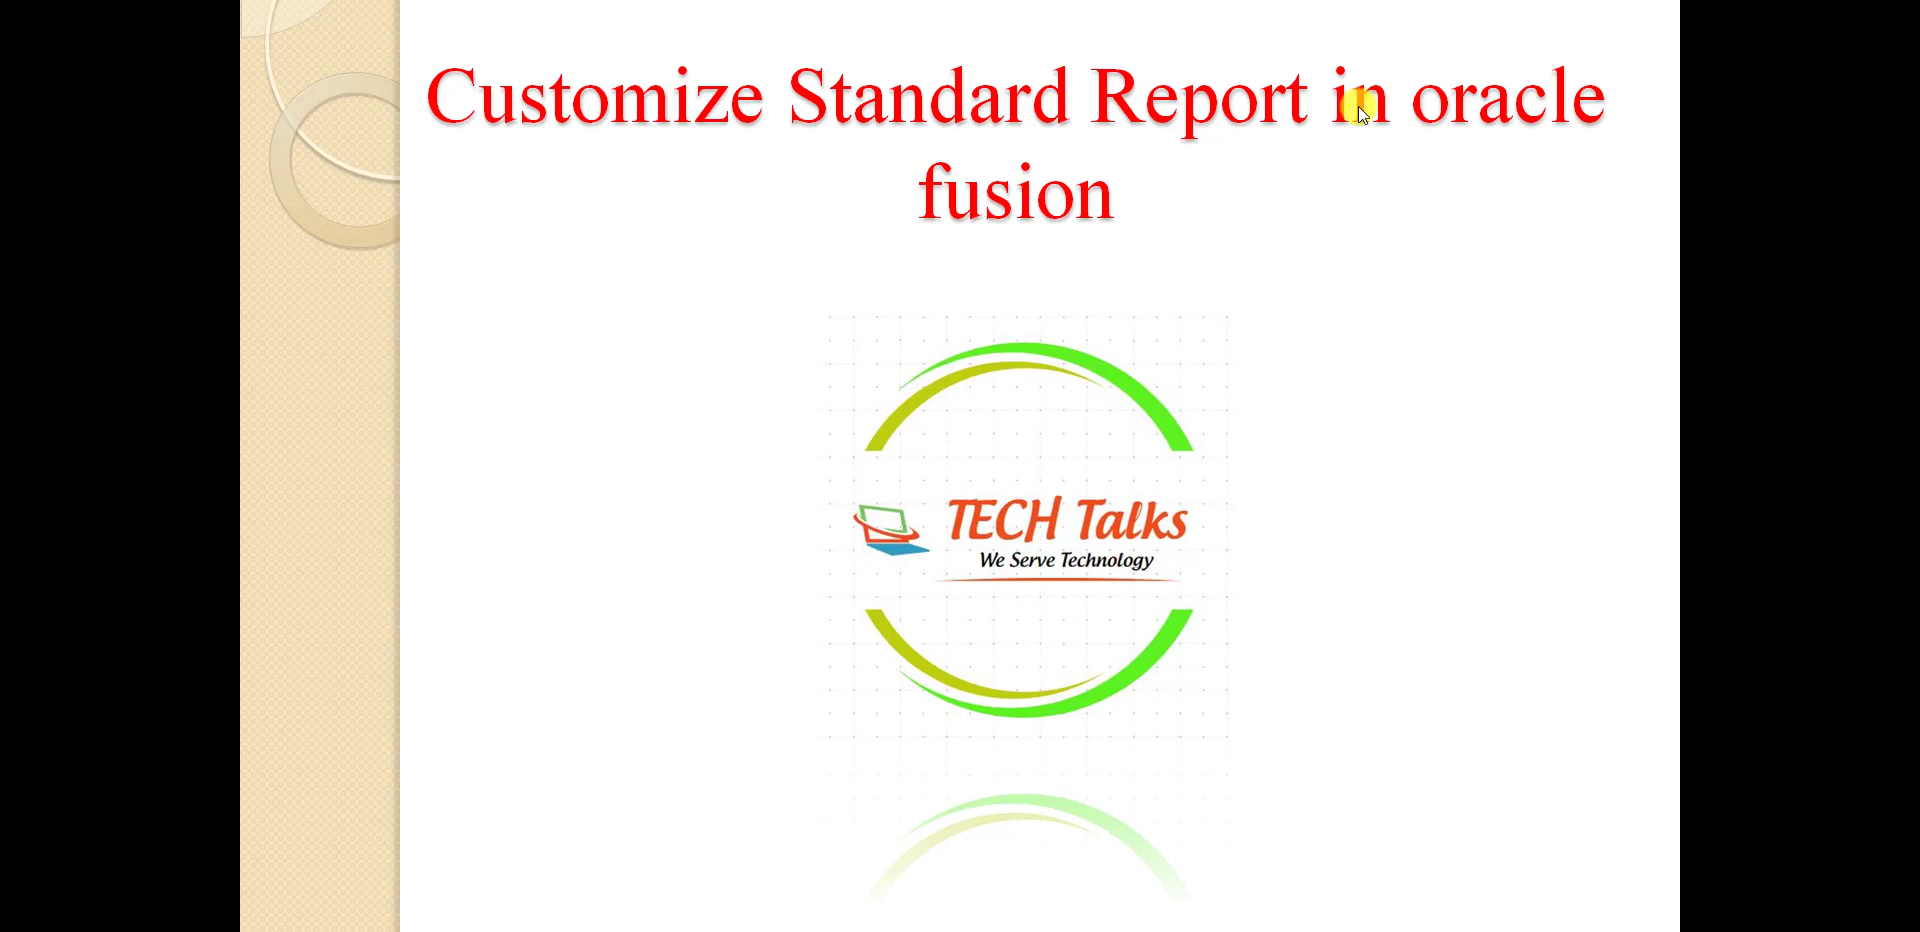 Customize Standard Report in oracle
fusion
TECH Talks
We Serve Technology